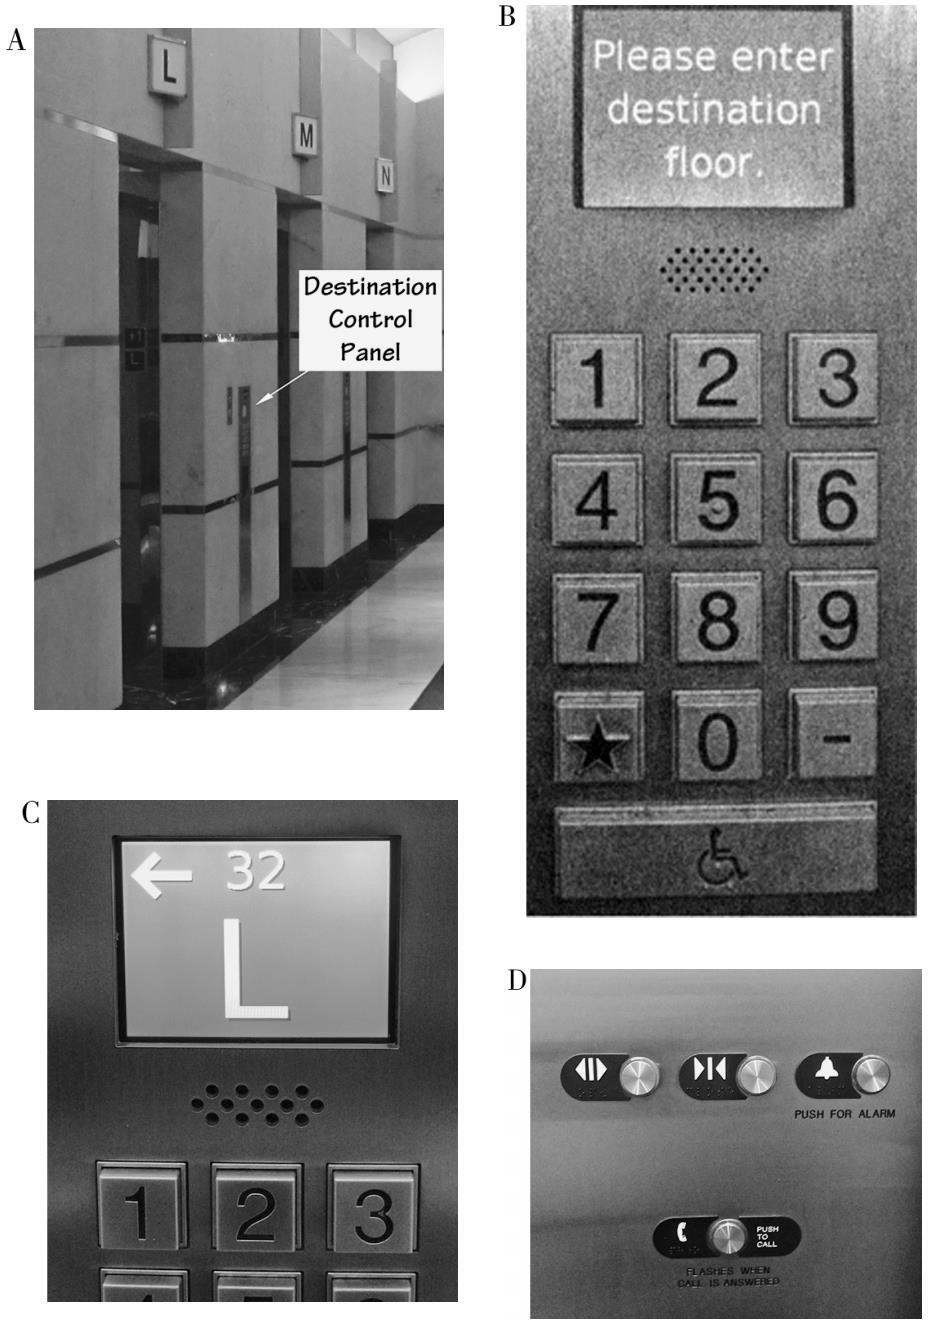 A
L
M
N
Destination
Control
Panel
B
Please enter
destination
floor.
1 2 3
4 5 6
7 8 9
★ 0 -
C
← 32
L
1 2 3
D
PUSH FOR ALARM
PUSH
TO
CALL
FLASHES WHEN
CALL IS ANSWERED